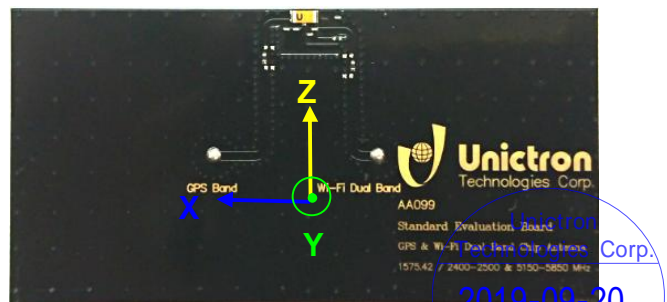 U
Z
GPS Band
Wi-Fi Dual Band
X
Y
Unictron
Technologies Corp.
AA099
Standard Evaluation Board
GPS & Wi-Fi Dual Band Chip Antenna
1575.42 / 2400-2500 & 5150-5850 MHz
Unictron
Technologies Corp.
2019-09-20